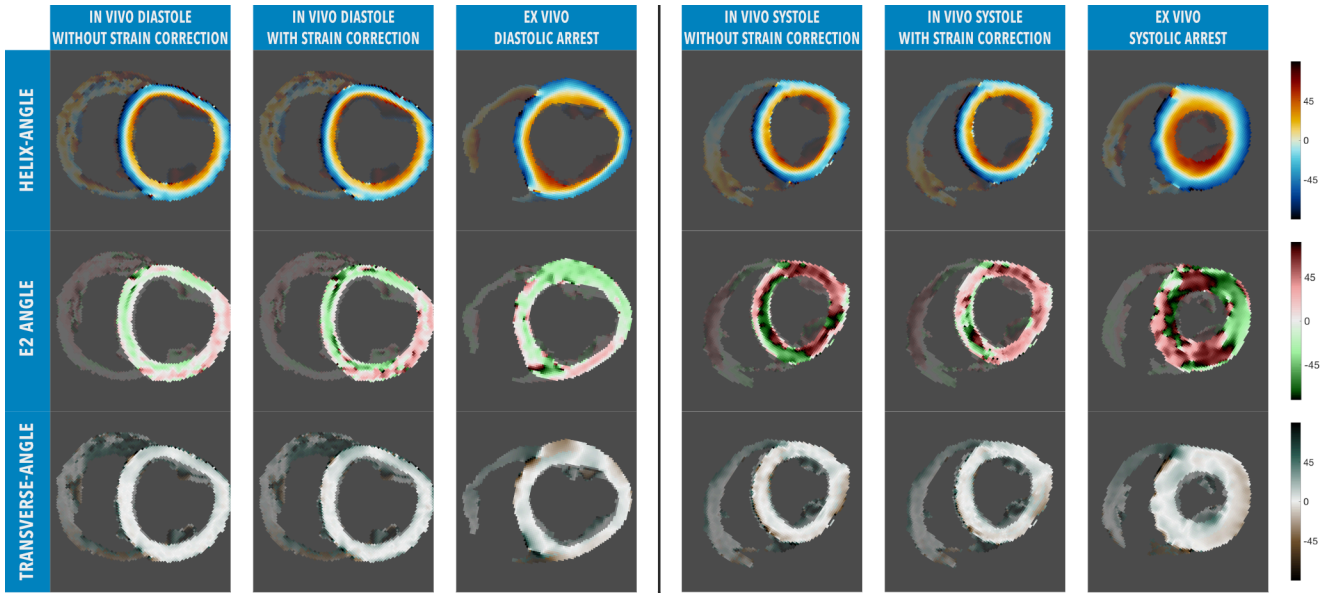 IN VIVO DIASTOLE
WITHOUT STRAIN CORRECTION
IN VIVO DIASTOLE
WITH STRAIN CORRECTION
EX VIVO
DIASTOLIC ARREST
IN VIVO SYSTOLE
WITHOUT STRAIN CORRECTION
IN VIVO SYSTOLE
WITH STRAIN CORRECTION
EX VIVO
SYSTOLIC ARREST
HELIX-ANGLE
45
0
-45
E2 ANGLE
45
0
-45
TRANSVERSE-ANGLE
45
0
-45